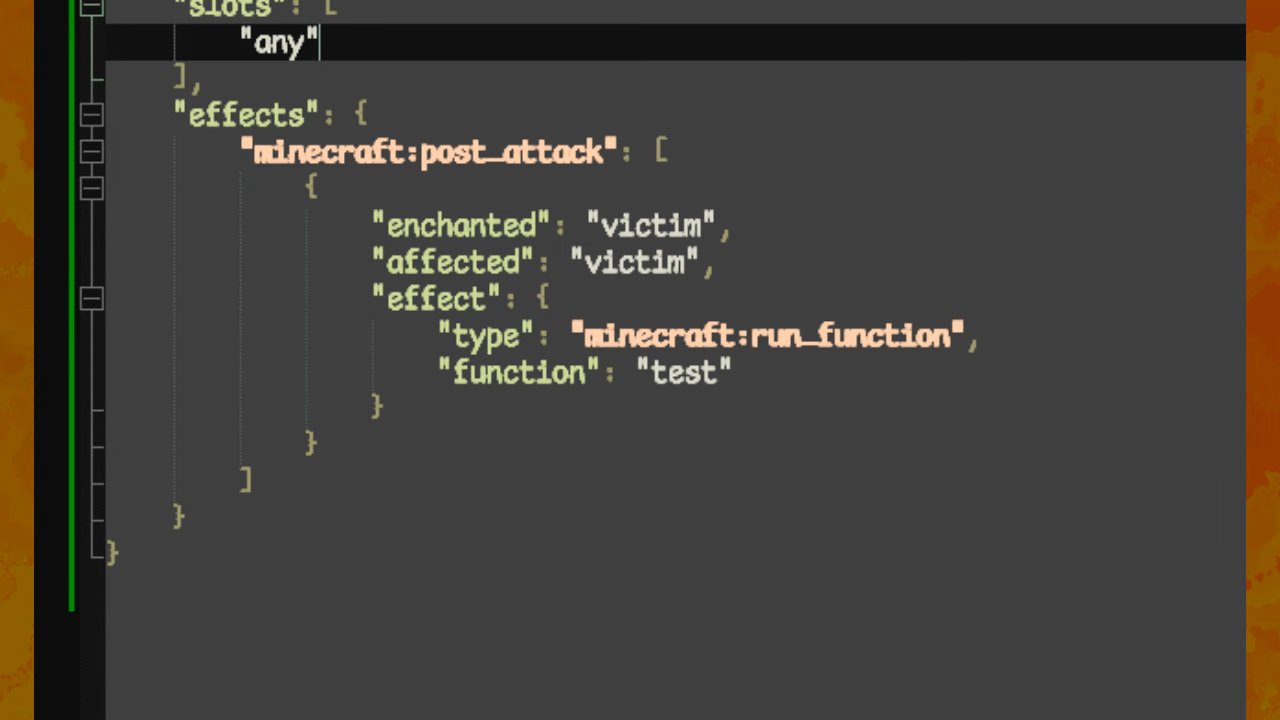 "slots": [
"any"
],
"effects": {
"minecraft:post_attack": [
{
"enchanted": "victim",
"affected": "victim",
"effect": {
"type": "minecraft:run_function",
"function": "test"
}
}
]
}
}